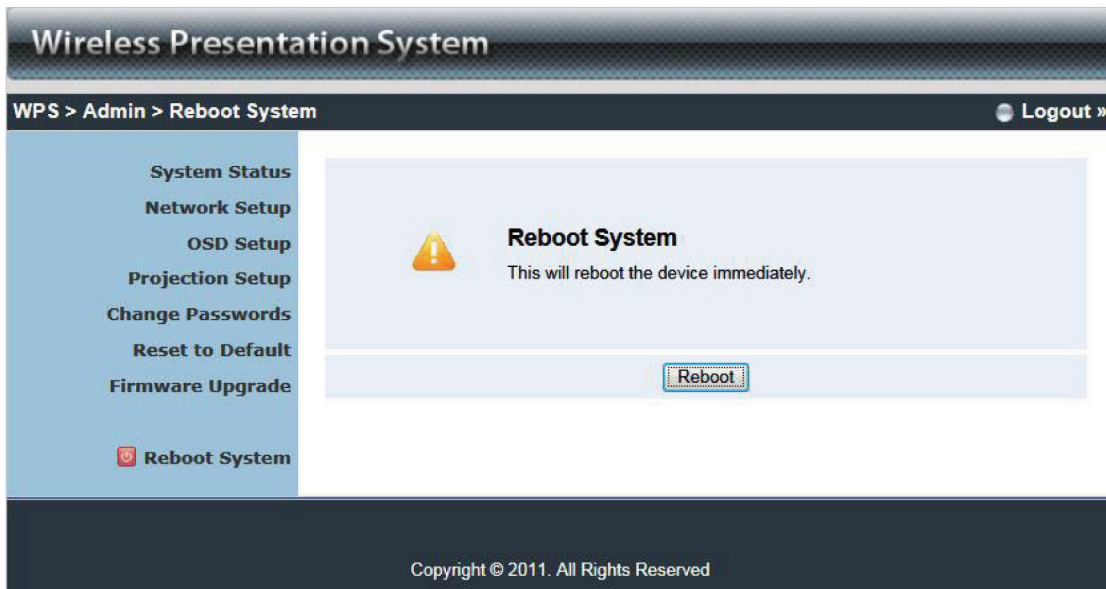 Wireless Presentation System
WPS > Admin > Reboot System
Logout »
System Status
Network Setup
OSD Setup
Projection Setup
Change Passwords
Reset to Default
Firmware Upgrade
Reboot System
Reboot System
This will reboot the device immediately.
Reboot
Copyright © 2011. All Rights Reserved